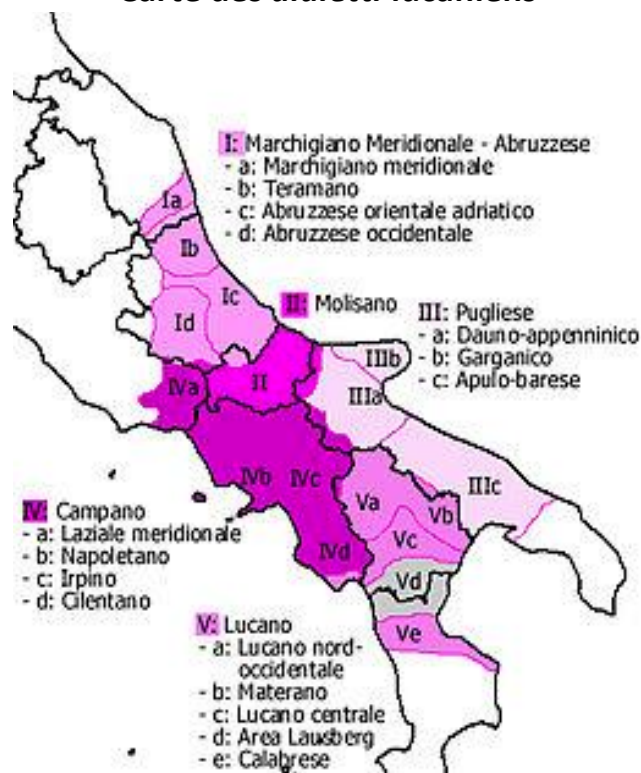 I: Marchigiano Meridionale - Abruzzese
- a: Marchigiano meridionale
- b: Teramano
- c: Abruzzese orientale adriatico
- d: Abruzzese occidentale
Ia
Ib
Ic
Id
II: Molisano
III: Pugliese
- a: Dauno-appenninico
- b: Garganico
- c: Apulo-barese
IIIb
IVa
II
IIIa
IVb
IVc
IIIc
Va
Vb
Vc
IVd
Vd
Ve
IV: Campano
- a: Laziale meridionale
- b: Napoletano
- c: Irpino
- d: Cilentano
V: Lucano
- a: Lucano nord-
occidentale
- b: Materano
- c: Lucano centrale
- d: Area Lausberg
- e: Calabrese